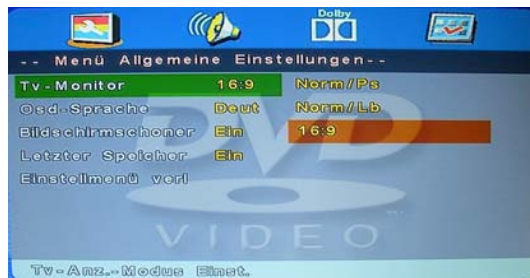 Dolby
-- Menü Allgemeine Einstellungen--
Tv-Monitor 16:9 Norm/Ps
Osd-Sprache Deut Norm/Lb
Bildschirmschoner Ein 16:9
Letzter Speicher Ein
Einstellmenü verl
DVD
VIDEO
Tv-Anz.-Modus Einst.